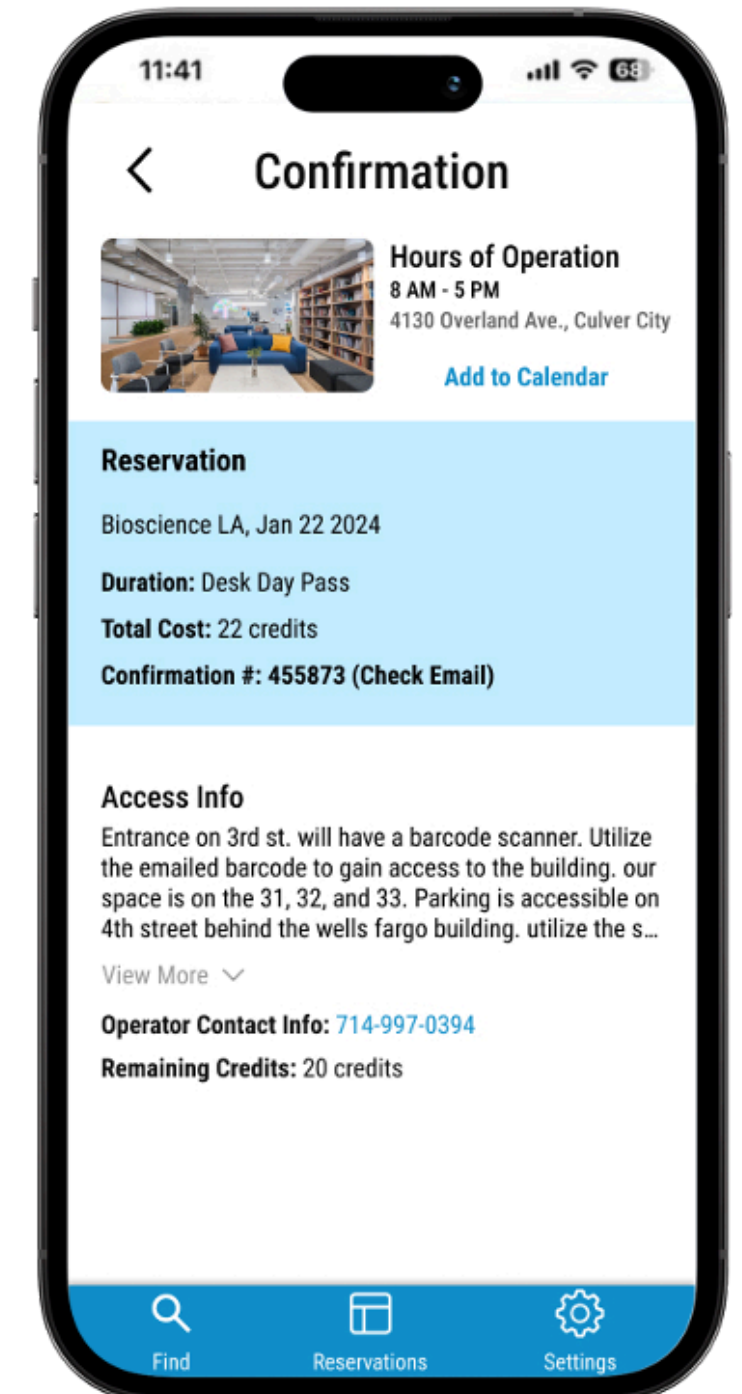 11:41
68
Confirmation
Hours of Operation
8 AM - 5 PM
4130 Overland Ave., Culver City
Add to Calendar
Reservation
Bioscience LA, Jan 22 2024
Duration: Desk Day Pass
Total Cost: 22 credits
Confirmation #: 455873 (Check Email)
Access Info
Entrance on 3rd st. will have a barcode scanner. Utilize
the emailed barcode to gain access to the building. our
space is on the 31, 32, and 33. Parking is accessible on
4th street behind the wells fargo building. utilize the s...
View More
Operator Contact Info: 714-997-0394
Remaining Credits: 20 credits
Find
Reservations
Settings